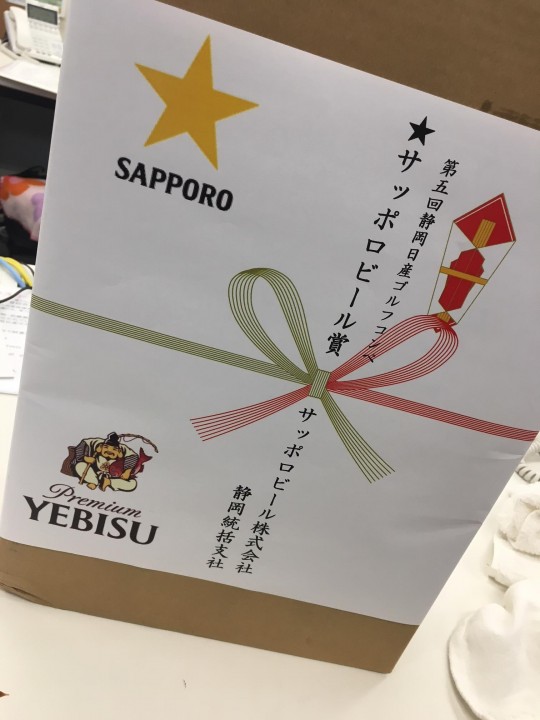 SAPPORO
第五回静岡日産ゴルフコンペ
★サッポロビール賞
サッポロビール株式会社
静岡統括支社
Premium
YEBISU